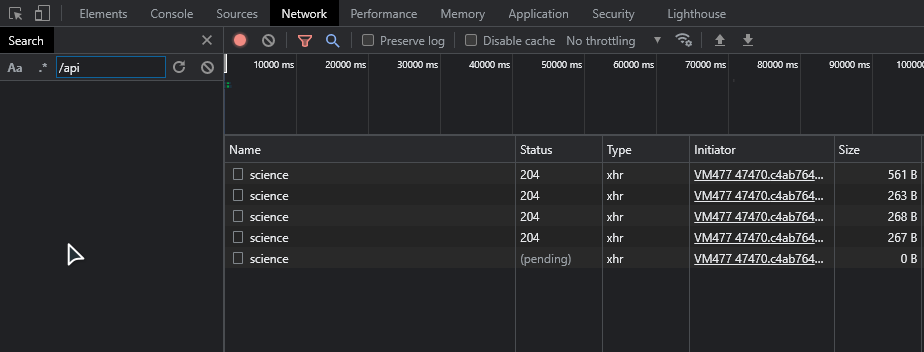 Elements Console Sources Network Performance Memory Application Security Lighthouse
Search
Preserve log Disable cache No throttling
Aa .* /api
10000 ms 20000 ms 30000 ms 40000 ms 50000 ms 60000 ms 70000 ms 80000 ms 90000 ms 100000
Name Status Type Initiator Size
science 204 xhr VM477 47470.c4ab764... 561 B
science 204 xhr VM477 47470.c4ab764... 263 B
science 204 xhr VM477 47470.c4ab764... 268 B
science 204 xhr VM477 47470.c4ab764... 267 B
science (pending) xhr VM477 47470.c4ab764... 0 B